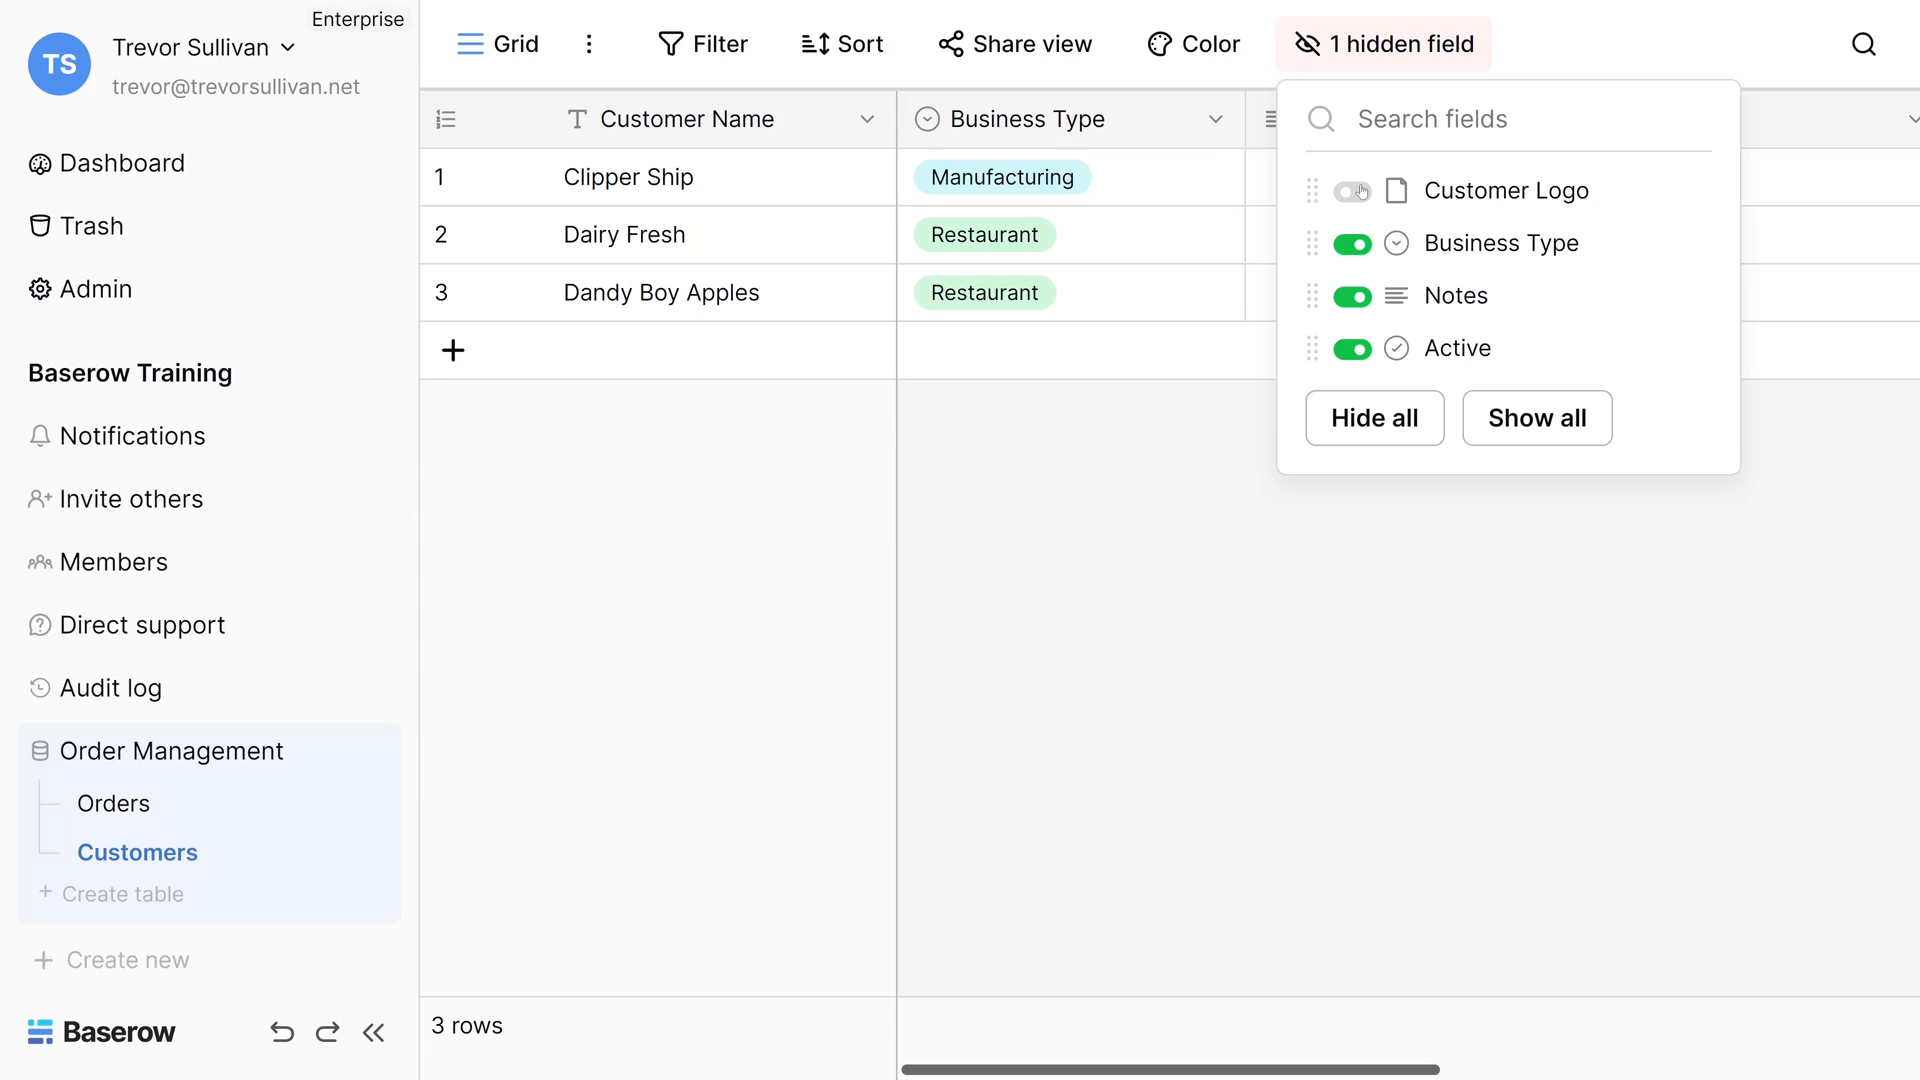 Enterprise
TS
Trevor Sullivan
trevor@trevorsullivan.net
Dashboard
Trash
Admin
Baserow Training
Notifications
Invite others
Members
Direct support
Audit log
Order Management
Orders
Customers
+ Create table
+ Create new
Baserow
Grid
Filter
Sort
Share view
Color
1 hidden field
Customer Name
Business Type
1 Clipper Ship Manufacturing
2 Dairy Fresh Restaurant
3 Dandy Boy Apples Restaurant
+
3 rows
Search fields
Customer Logo
Business Type
Notes
Active
Hide all
Show all